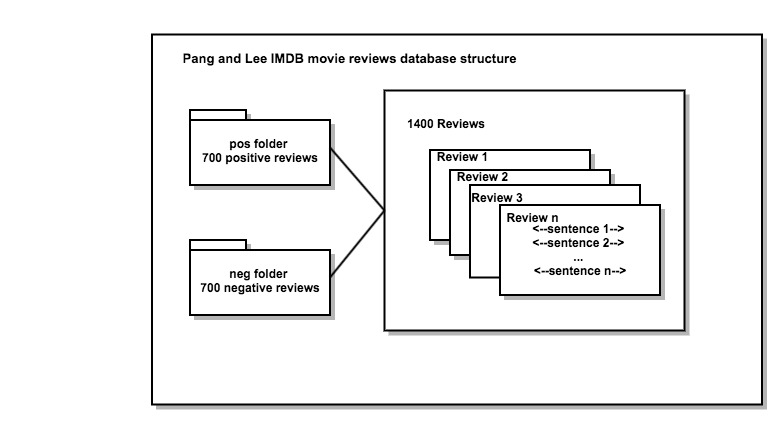 Pang and Lee IMDB movie reviews database structure
pos folder
700 positive reviews
neg folder
700 negative reviews
1400 Reviews
Review 1
Review 2
Review 3
Review n
<--sentence 1-->
<--sentence 2-->
...
<--sentence n-->